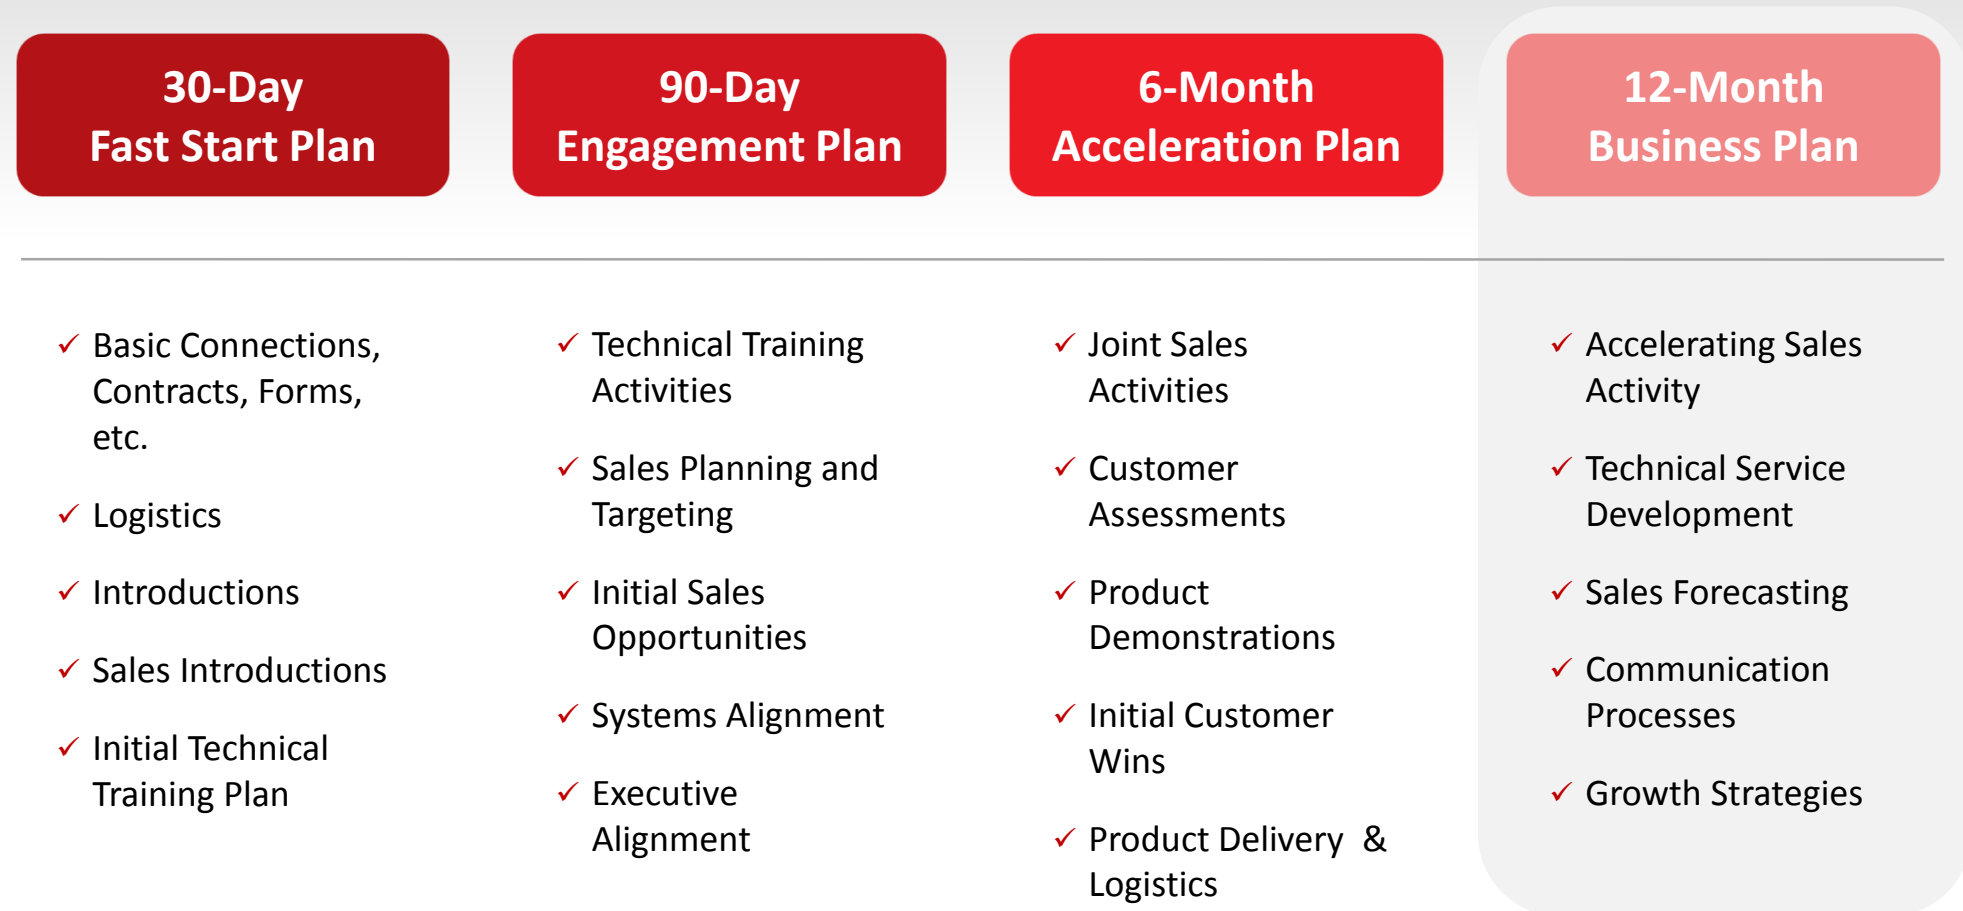 30-Day
Fast Start Plan
90-Day
Engagement Plan
6-Month
Acceleration Plan
12-Month
Business Plan
✓ Basic Connections,
Contracts, Forms,
etc.
✓ Logistics
✓ Introductions
✓ Sales Introductions
✓ Initial Technical
Training Plan
✓ Technical Training
Activities
✓ Sales Planning and
Targeting
✓ Initial Sales
Opportunities
✓ Systems Alignment
✓ Executive
Alignment
✓ Joint Sales
Activities
✓ Customer
Assessments
✓ Product
Demonstrations
✓ Initial Customer
Wins
✓ Product Delivery  &
Logistics
✓ Accelerating Sales
Activity
✓ Technical Service
Development
✓ Sales Forecasting
✓ Communication
Processes
✓ Growth Strategies